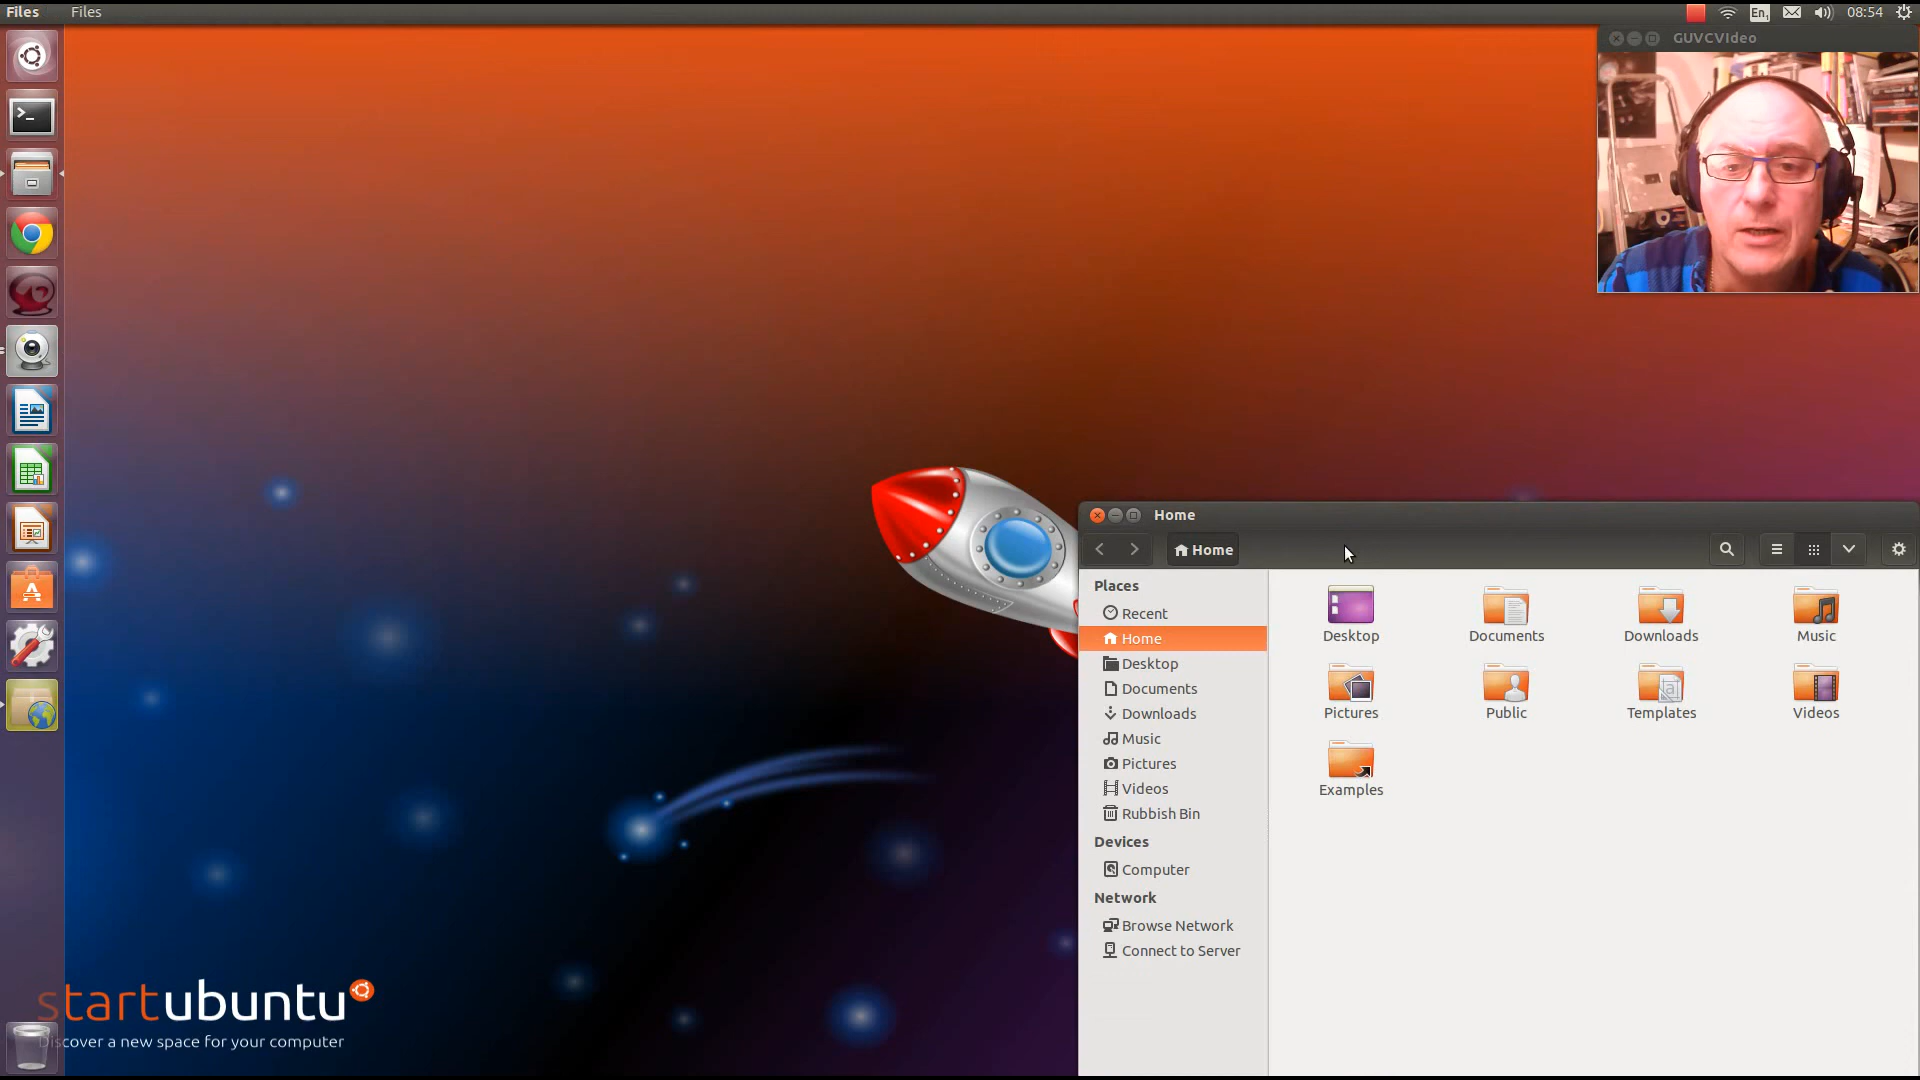 Files Files En1 08:54
GUVCVIdeo
Home
Home
Places
Recent
Home
Desktop
Documents
Downloads
Music
Pictures
Videos
Rubbish Bin
Devices
Computer
Network
Browse Network
Connect to Server
Desktop Documents Downloads Music
Pictures Public Templates Videos
Examples
startubuntu
Discover a new space for your computer